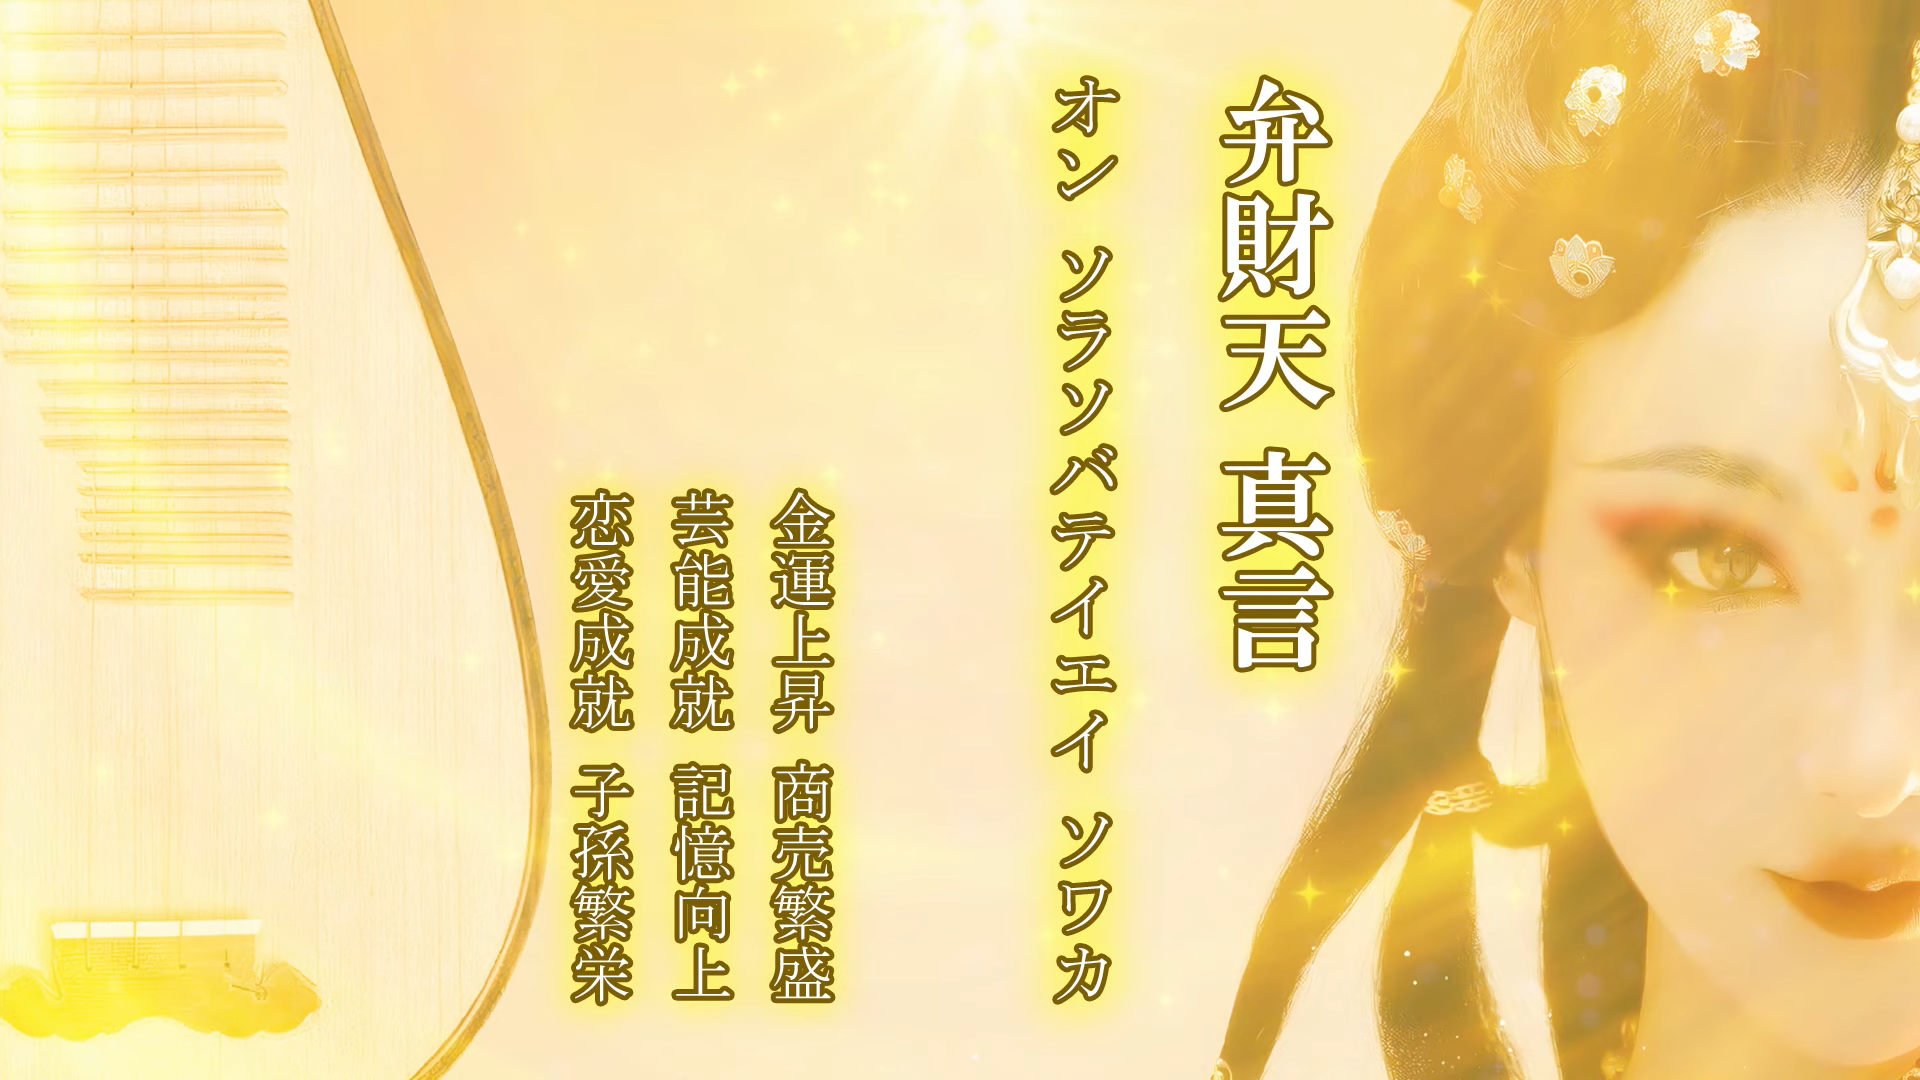 弁財天 真言
オン ソラソバテイエイ ソワカ
金運上昇 商売繁盛
芸能成就 記憶向上
恋愛成就 子孫繁栄